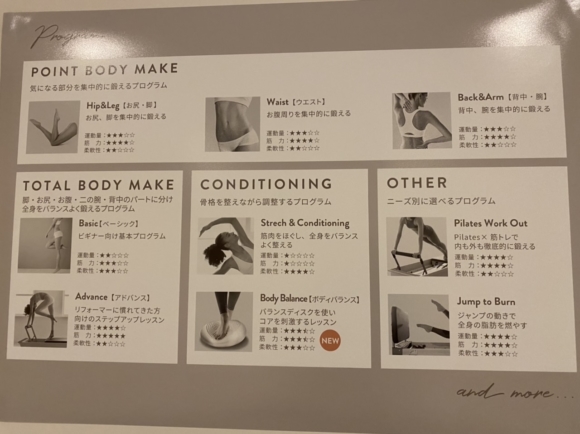 Program
POINT BODY MAKE
気になる部分を集中的に鍛えるプログラム
Hip&Leg【お尻・脚】
お尻、脚を集中的に鍛える
運動量：★★★☆☆
筋　力：★★★★☆
柔軟性：★★☆☆☆
Waist【ウエスト】
お腹周りを集中的に鍛える
運動量：★★★☆☆
筋　力：★★★★☆
柔軟性：★★☆☆☆
Back&Arm【背中・腕】
背中、腕を集中的に鍛える
運動量：★★★☆☆
筋　力：★★★★☆
柔軟性：★★☆☆☆
TOTAL BODY MAKE
脚・お尻・お腹・二の腕・背中のパートに分け
全身をバランスよく鍛えるプログラム
Basic【ベーシック】
ビギナー向け基本プログラム
運動量：★★☆☆☆
筋　力：★★★☆☆
柔軟性：★★★☆☆
Advance【アドバンス】
リフォーマーに慣れてきた方
向けのステップアップレッスン
運動量：★★★★☆
筋　力：★★★★★
柔軟性：★★☆☆☆
CONDITIONING
骨格を整えながら調整するプログラム
Strech & Conditioning
筋肉をほぐし、全身をバランス
よく整える
運動量：★☆☆☆☆
筋　力：★☆☆☆☆
柔軟性：★★★★☆
Body Balance【ボディバランス】
バランスディスクを使い
コアを刺激するレッスン
運動量：
筋　力：
柔軟性：★★★☆☆
NEW
OTHER
ニーズ別に選べるプログラム
Pilates Work Out
Pilates×筋トレで
内も外も徹底的に鍛える
運動量：★★★★☆
筋　力：★★★★☆
柔軟性：★★☆☆☆
Jump to Burn
ジャンプの動きで
全身の脂肪を燃やす
運動量：★★★★☆
筋　力：★★★★☆
柔軟性：★★☆☆☆
and more...